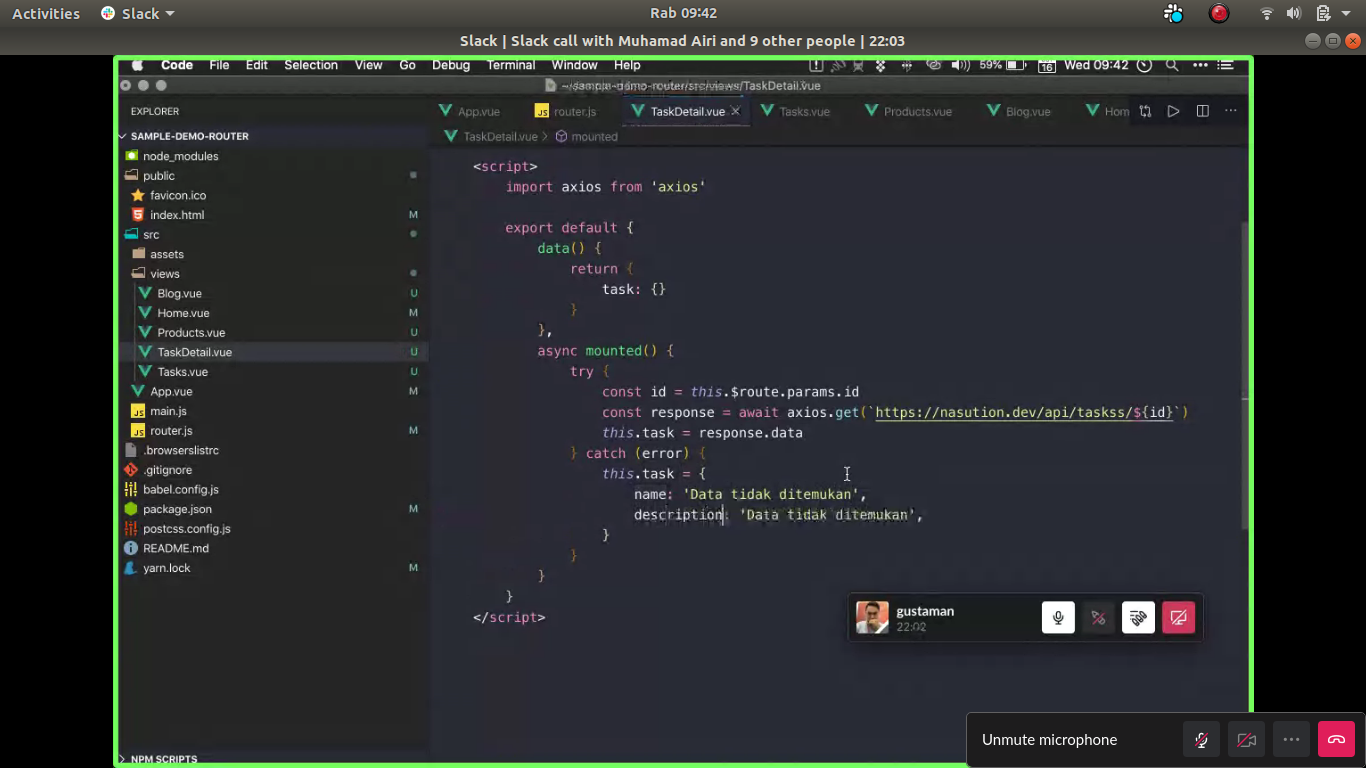 Activities Slack Rab 09:42
Slack | Slack call with Muhamad Airi and 9 other people | 22:03
Code File Edit Selection View Go Debug Terminal Window Help 59% 16 Wed 09:42
~/sample-demo-router/src/views/TaskDetail.vue
EXPLORER
SAMPLE-DEMO-ROUTER
node_modules
public
favicon.ico
index.html M
src
assets
views
Blog.vue U
Home.vue M
Products.vue U
TaskDetail.vue U
Tasks.vue U
App.vue M
main.js
router.js M
.browserslistrc
.gitignore
babel.config.js
package.json M
postcss.config.js
README.md
yarn.lock M
NPM SCRIPTS
App.vue JS router.js TaskDetail.vue Tasks.vue Products.vue Blog.vue Hom
TaskDetail.vue > mounted
<script>
import axios from 'axios'
export default {
data() {
return {
task: {}
}
},
async mounted() {
try {
const id = this.$route.params.id
const response = await axios.get(`https://nasution.dev/api/taskss/${id}`)
this.task = response.data
} catch (error) {
this.task = {
name: 'Data tidak ditemukan',
description: 'Data tidak ditemukan',
}
}
}
}
</script>
gustaman
22:02
Unmute microphone